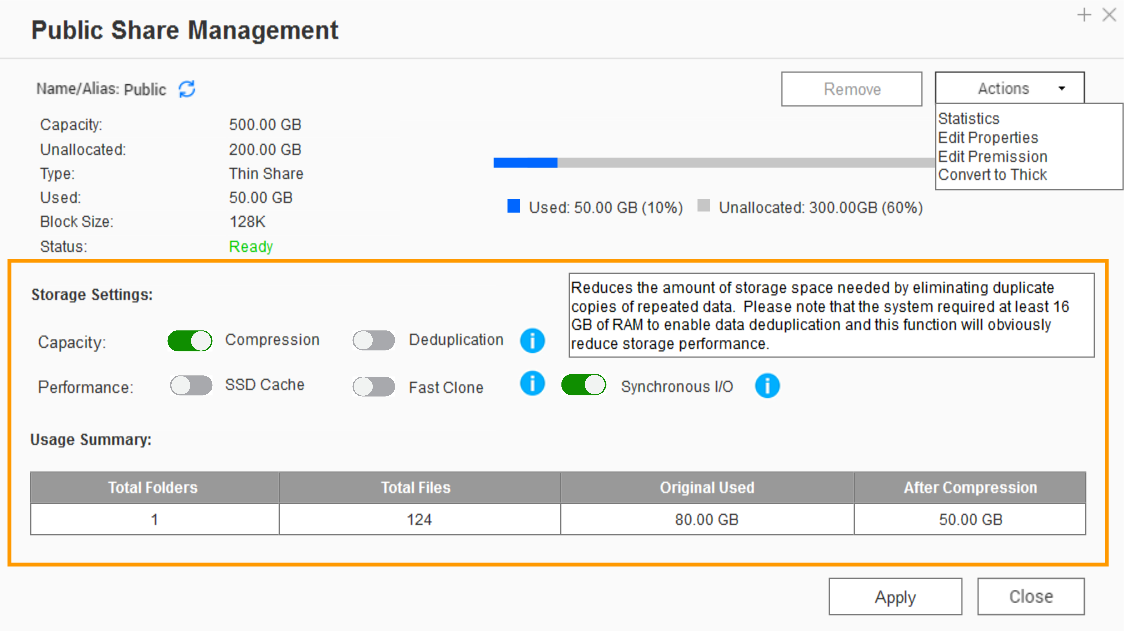 Public Share Management
Name/Alias: Public
Remove
Actions
Statistics
Edit Properties
Edit Premission
Convert to Thick
Capacity: 500.00 GB
Unallocated: 200.00 GB
Type: Thin Share
Used: 50.00 GB
Block Size: 128K
Status: Ready
Used: 50.00 GB (10%) Unallocated: 300.00GB (60%)
Storage Settings:
Reduces the amount of storage space needed by eliminating duplicate
copies of repeated data. Please note that the system required at least 16
GB of RAM to enable data deduplication and this function will obviously
reduce storage performance.
Capacity: Compression Deduplication i
Performance: SSD Cache Fast Clone i Synchronous I/O i
Usage Summary:
Total Folders Total Files Original Used After Compression
1 124 80.00 GB 50.00 GB
Apply Close